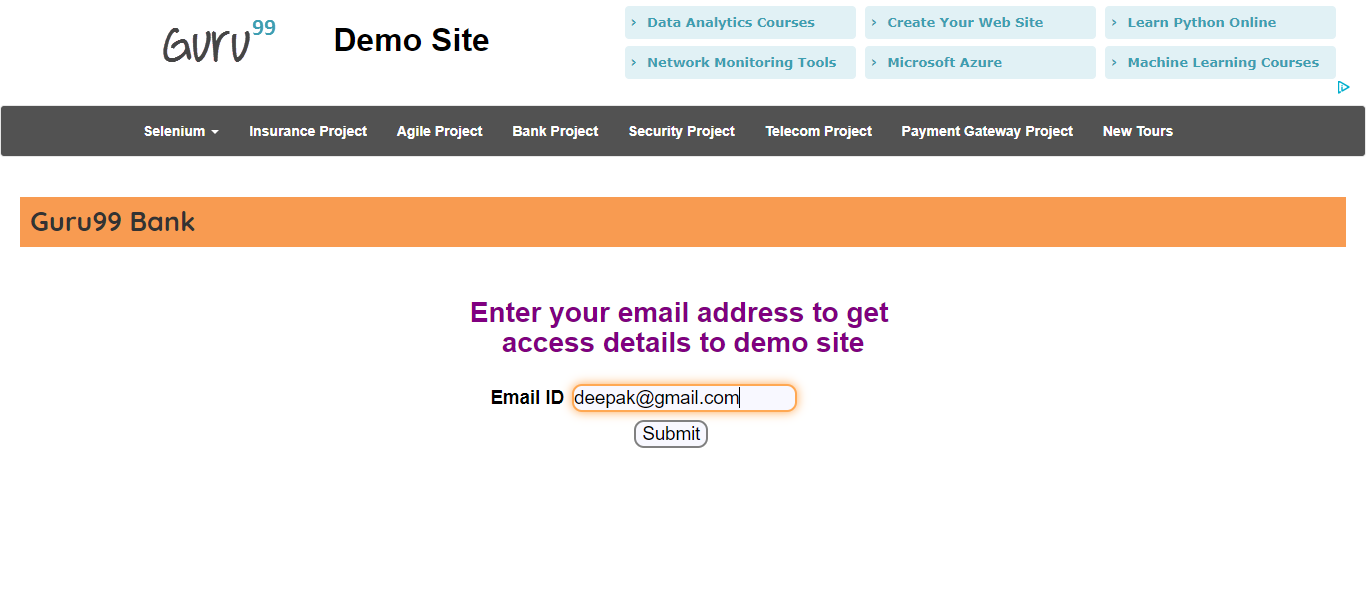 Guru99
Demo Site
› Data Analytics Courses
› Create Your Web Site
› Learn Python Online
› Network Monitoring Tools
› Microsoft Azure
› Machine Learning Courses
Selenium Insurance Project Agile Project Bank Project Security Project Telecom Project Payment Gateway Project New Tours
Guru99 Bank
Enter your email address to get
access details to demo site
Email ID deepak@gmail.com
Submit